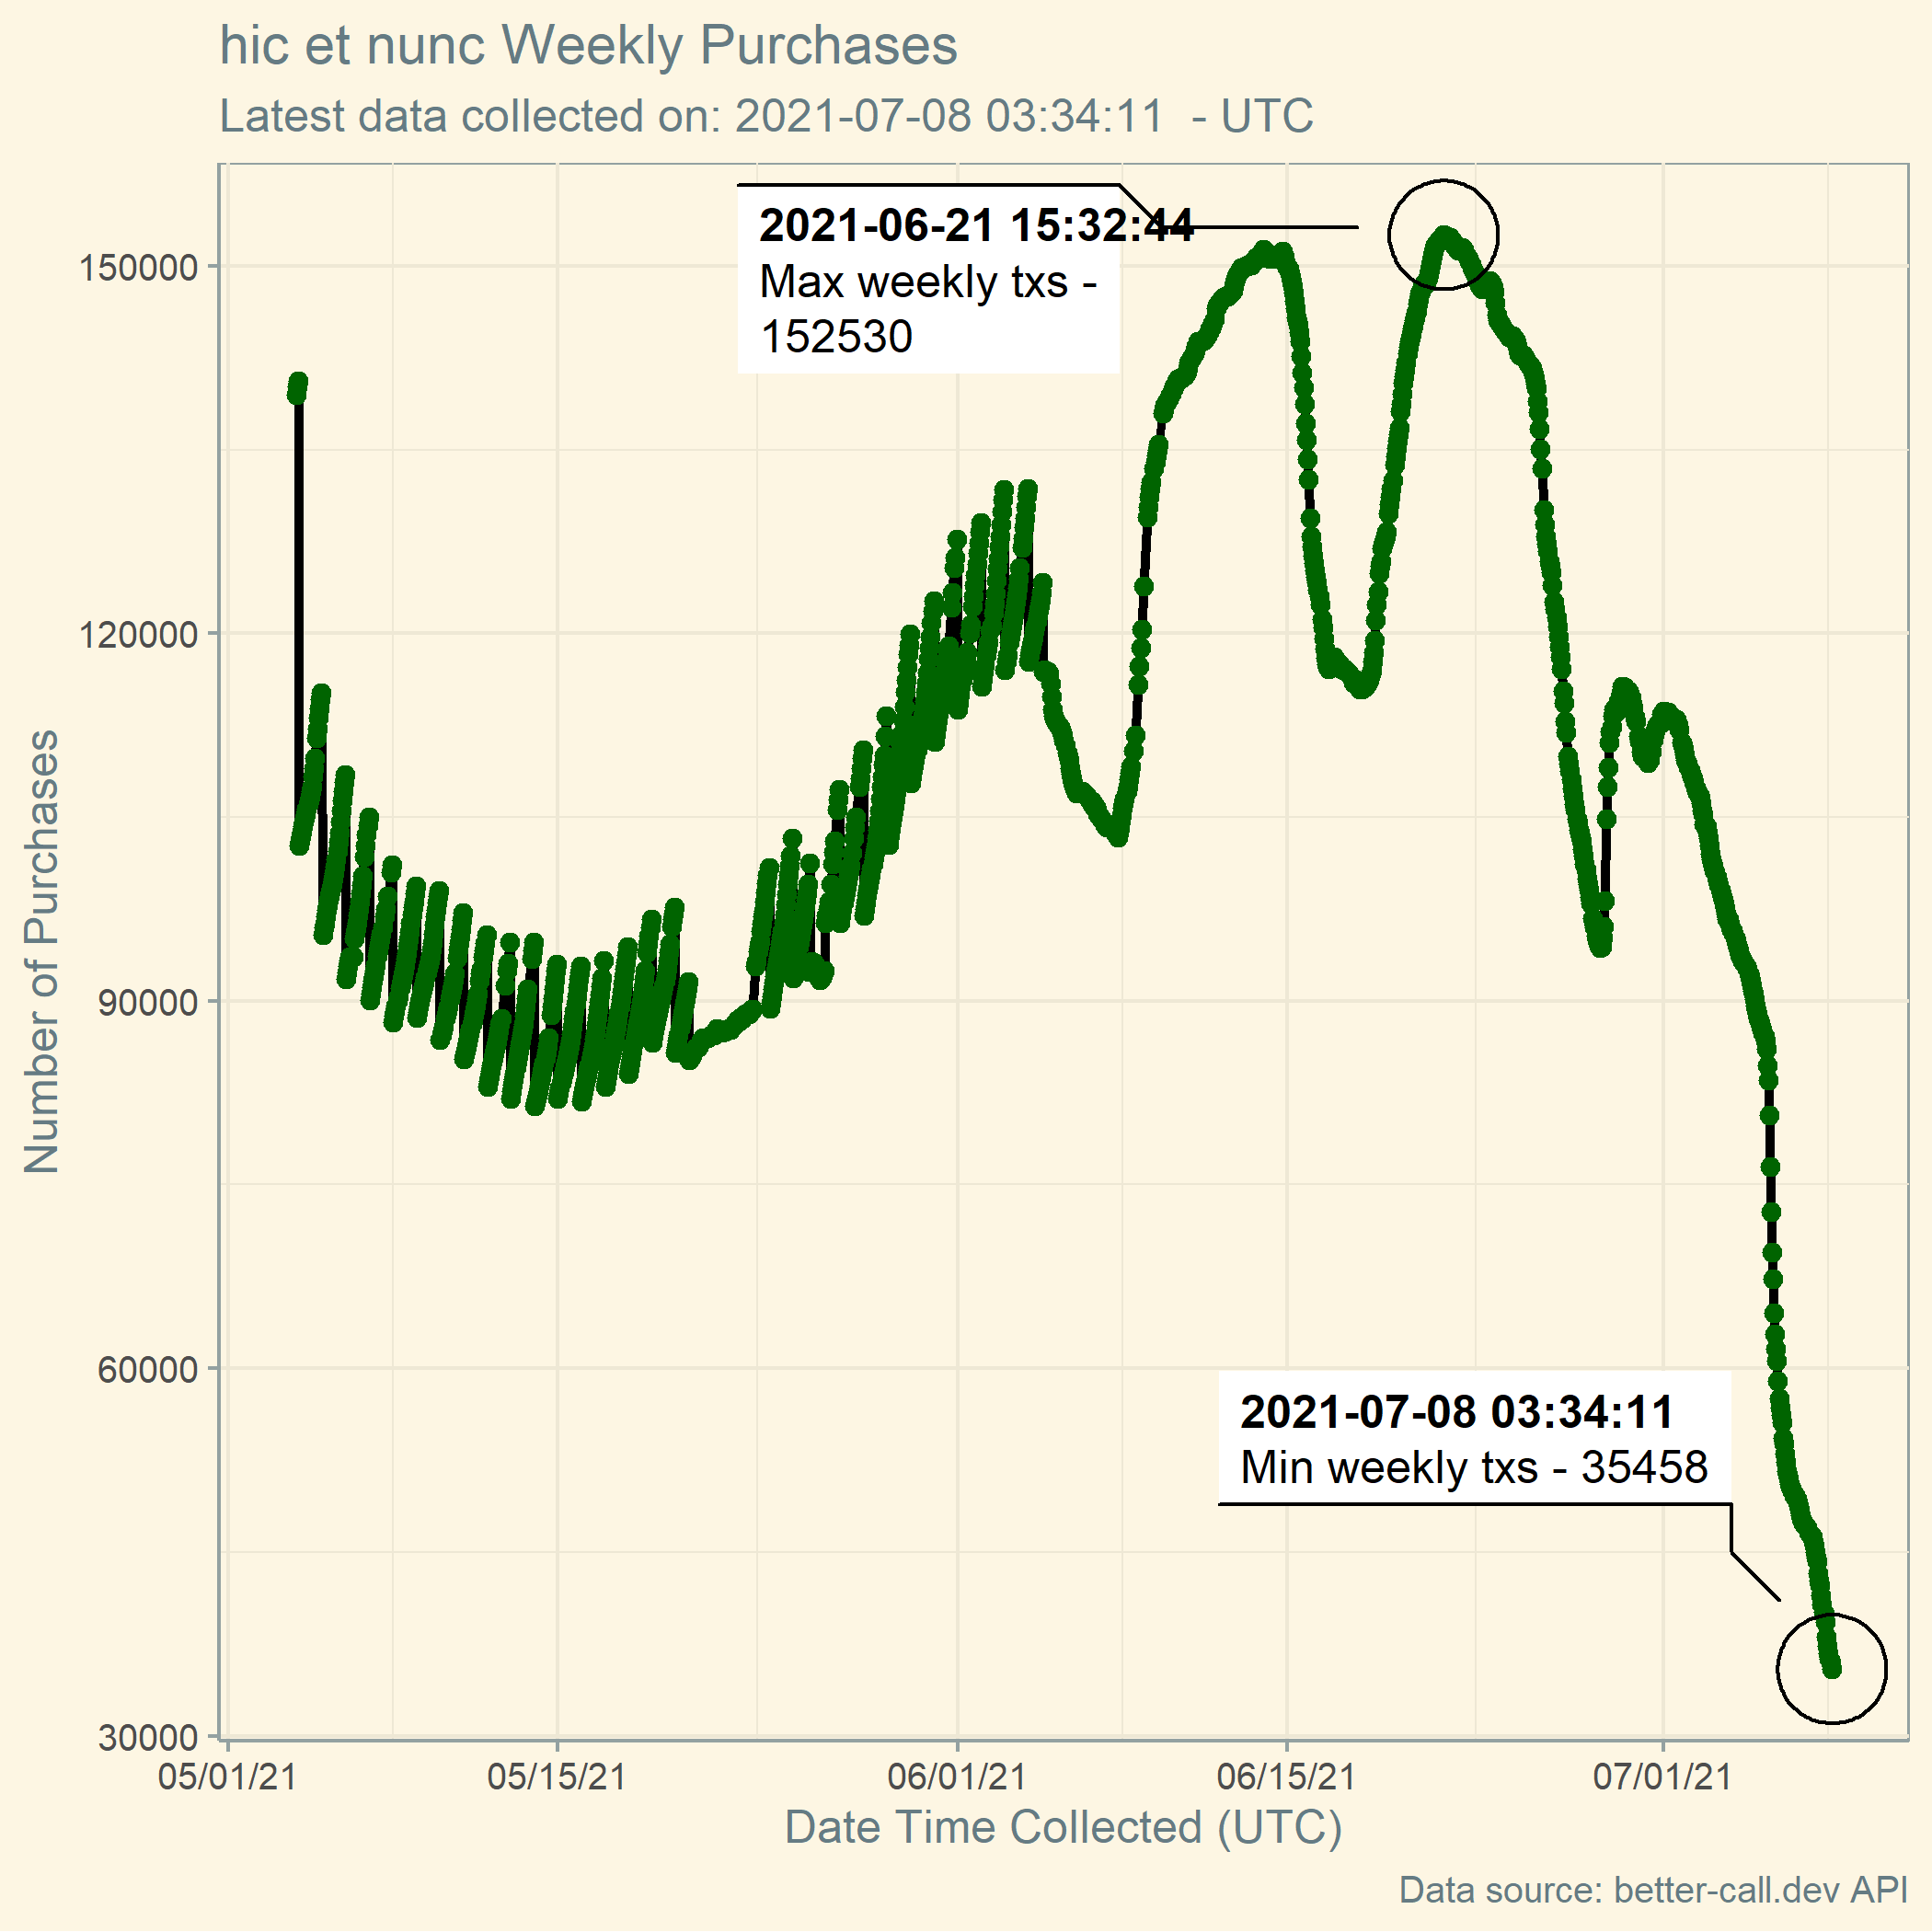 hic et nunc Weekly Purchases
Latest data collected on: 2021-07-08 03:34:11  - UTC
2021-06-21 15:32:44
Max weekly txs -
152530
150000
120000
90000
60000
30000
Number of Purchases
2021-07-08 03:34:11
Min weekly txs - 35458
05/01/21
05/15/21
06/01/21
06/15/21
07/01/21
Date Time Collected (UTC)
Data source: better-call.dev API